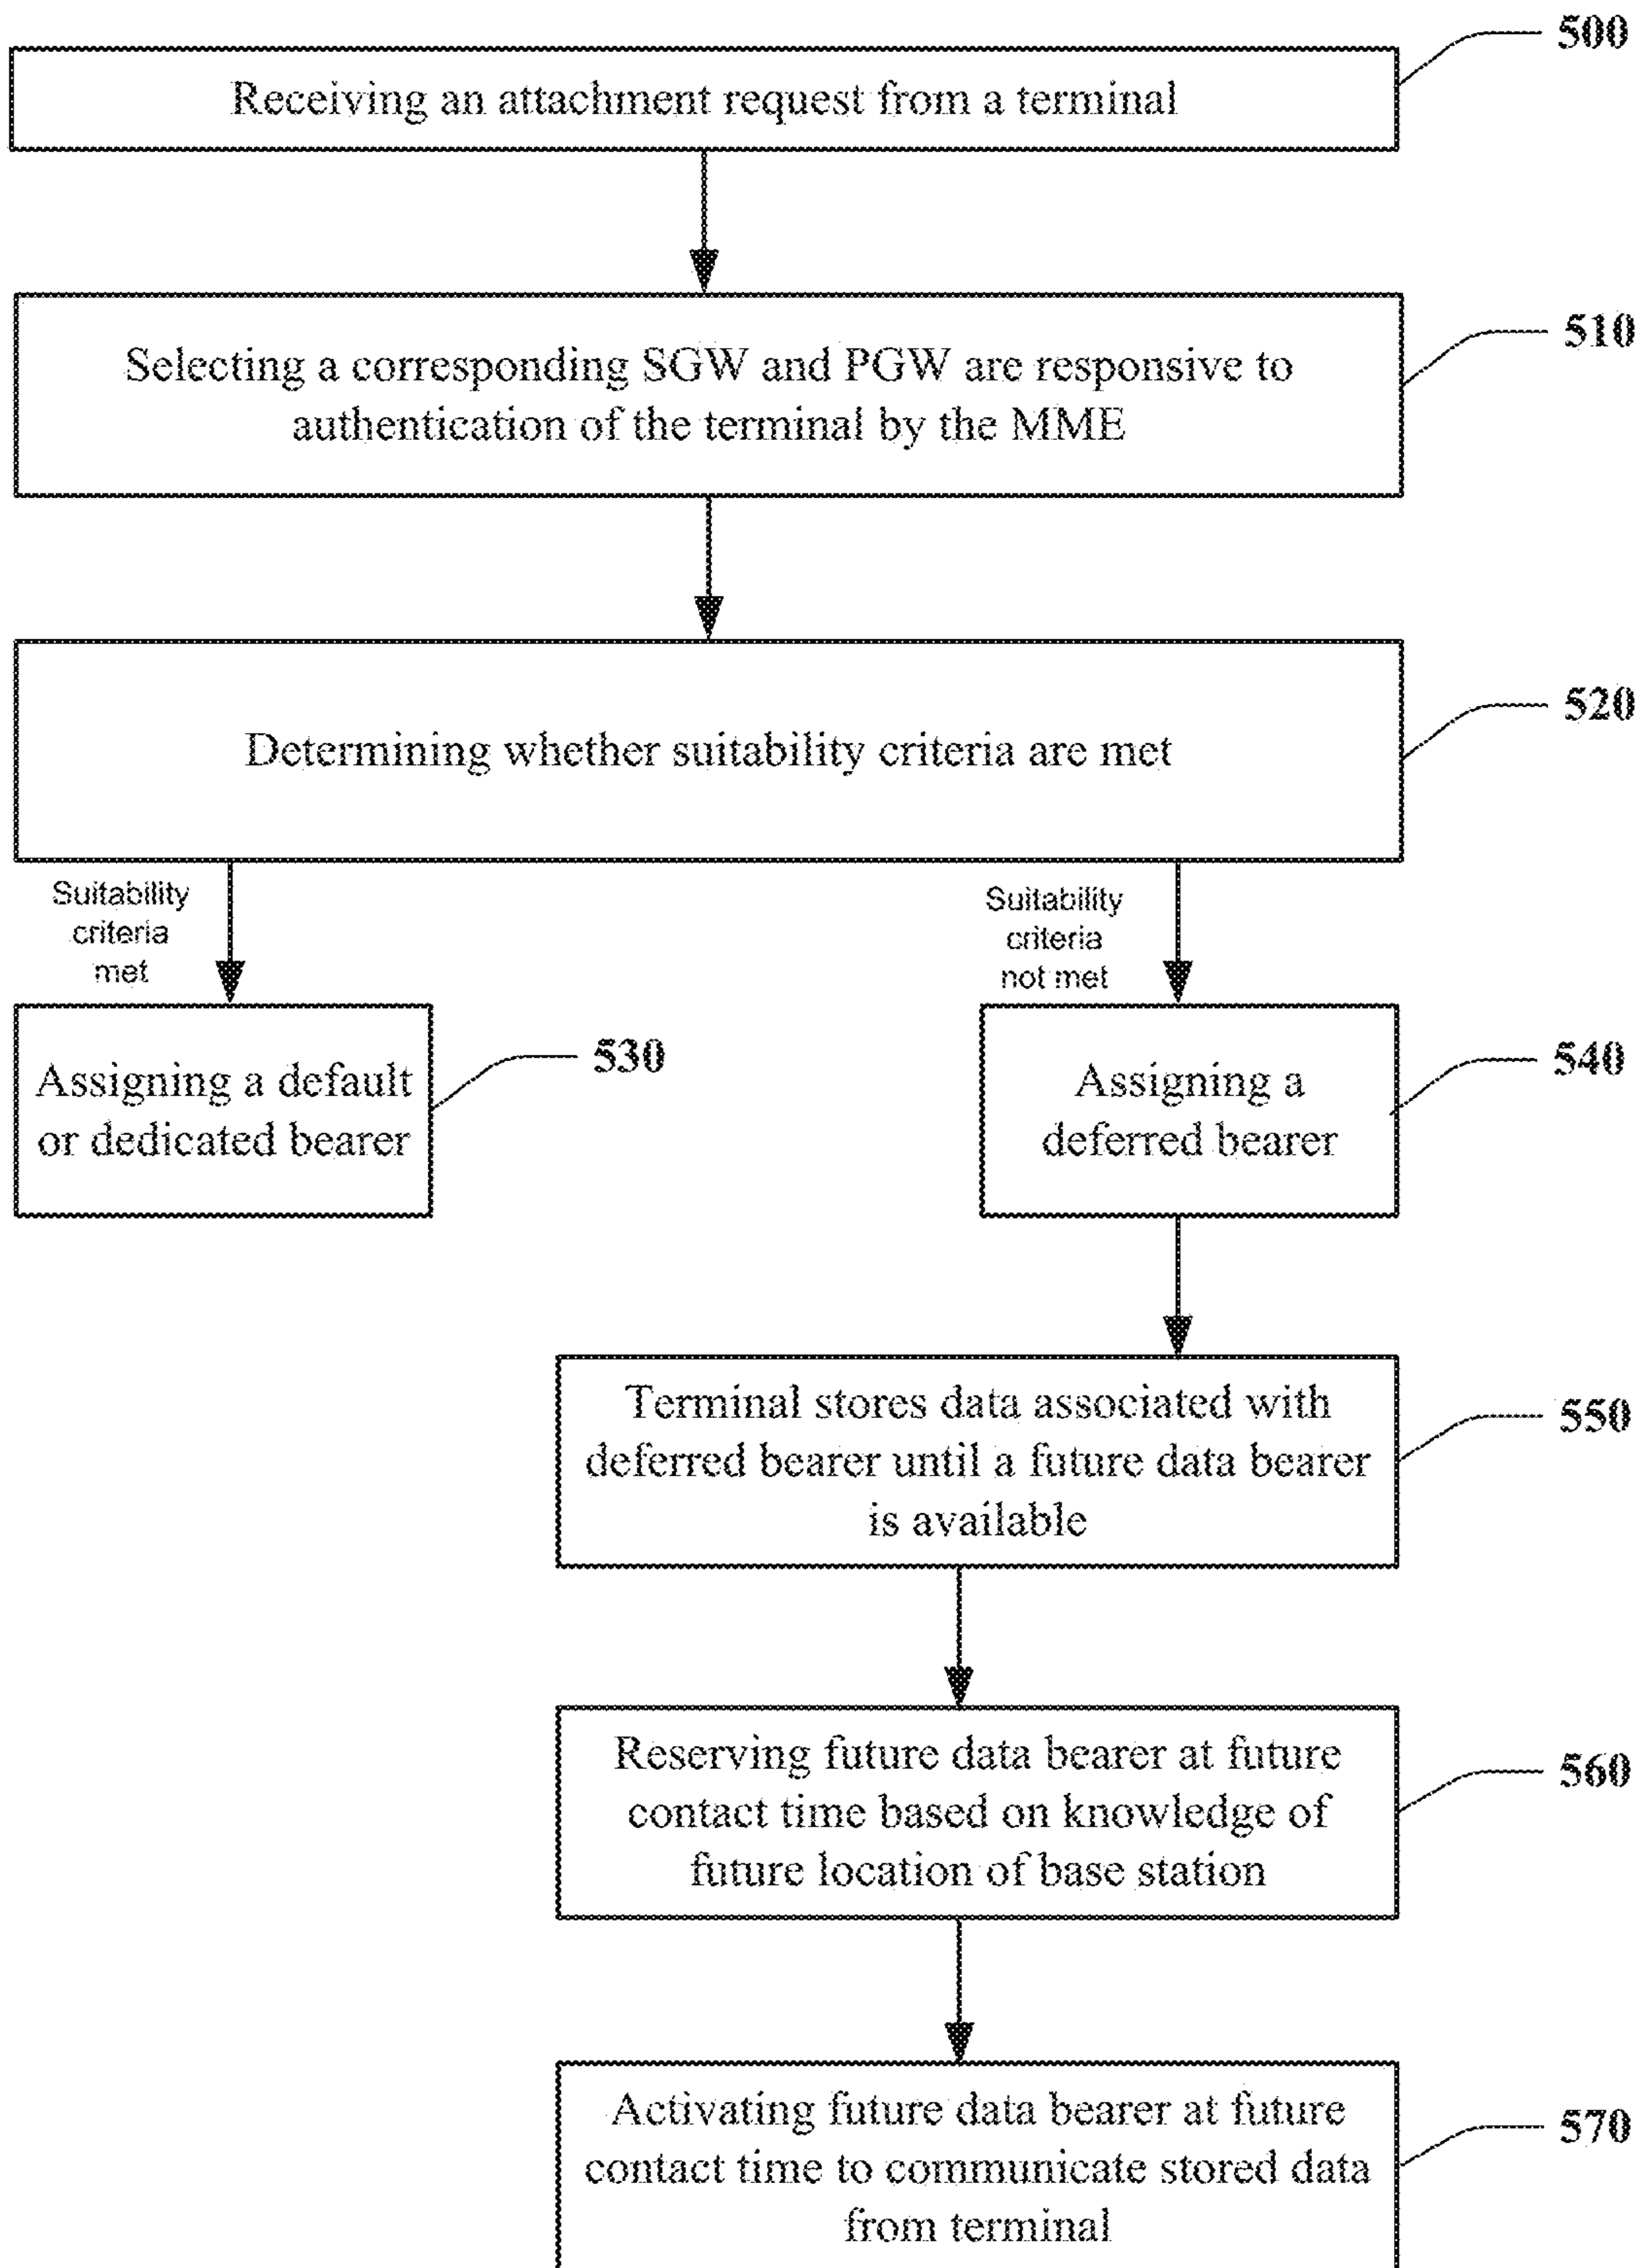 500
Receiving an attachment request from a terminal
510
Selecting a corresponding SGW and PGW are responsive to
authentication of the terminal by the MME
520
Determining whether suitability criteria are met
Suitability
criteria
met
Suitability
criteria
not met
530
Assigning a default
or dedicated bearer
540
Assigning a
deferred bearer
550
Terminal stores data associated with
deferred bearer until a future data bearer
is available
560
Reserving future data bearer at future
contact time based on knowledge of
future location of base station
570
Activating future data bearer at future
contact time to communicate stored data
from terminal